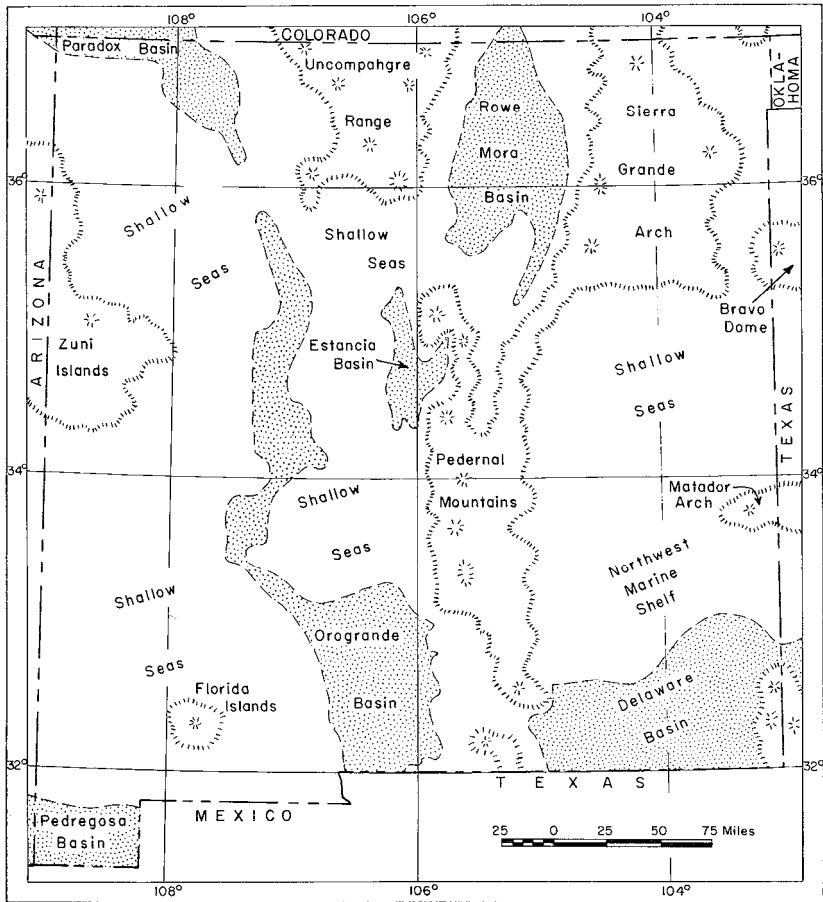 108°
106°
104°
COLORADO
Paradox Basin
Uncompahgre
Range
Rowe
Mora
Basin
Sierra
Grande
Arch
OKLA-
HOMA
36°
36°
Shallow
Seas
Shallow
Seas
ARIZONA
Zuni
Islands
Estancia
Basin
Bravo
Dome
Shallow
Seas
TEXAS
34°
34°
Pedernal
Mountains
Matador
Arch
Shallow
Seas
Northwest
Marine
Shelf
Shallow
Seas
Orogrande
Basin
Florida
Islands
Delaware
Basin
32°
32°
TEXAS
MEXICO
Pedregosa
Basin
25 0 25 50 75 Miles
108°
106°
104°